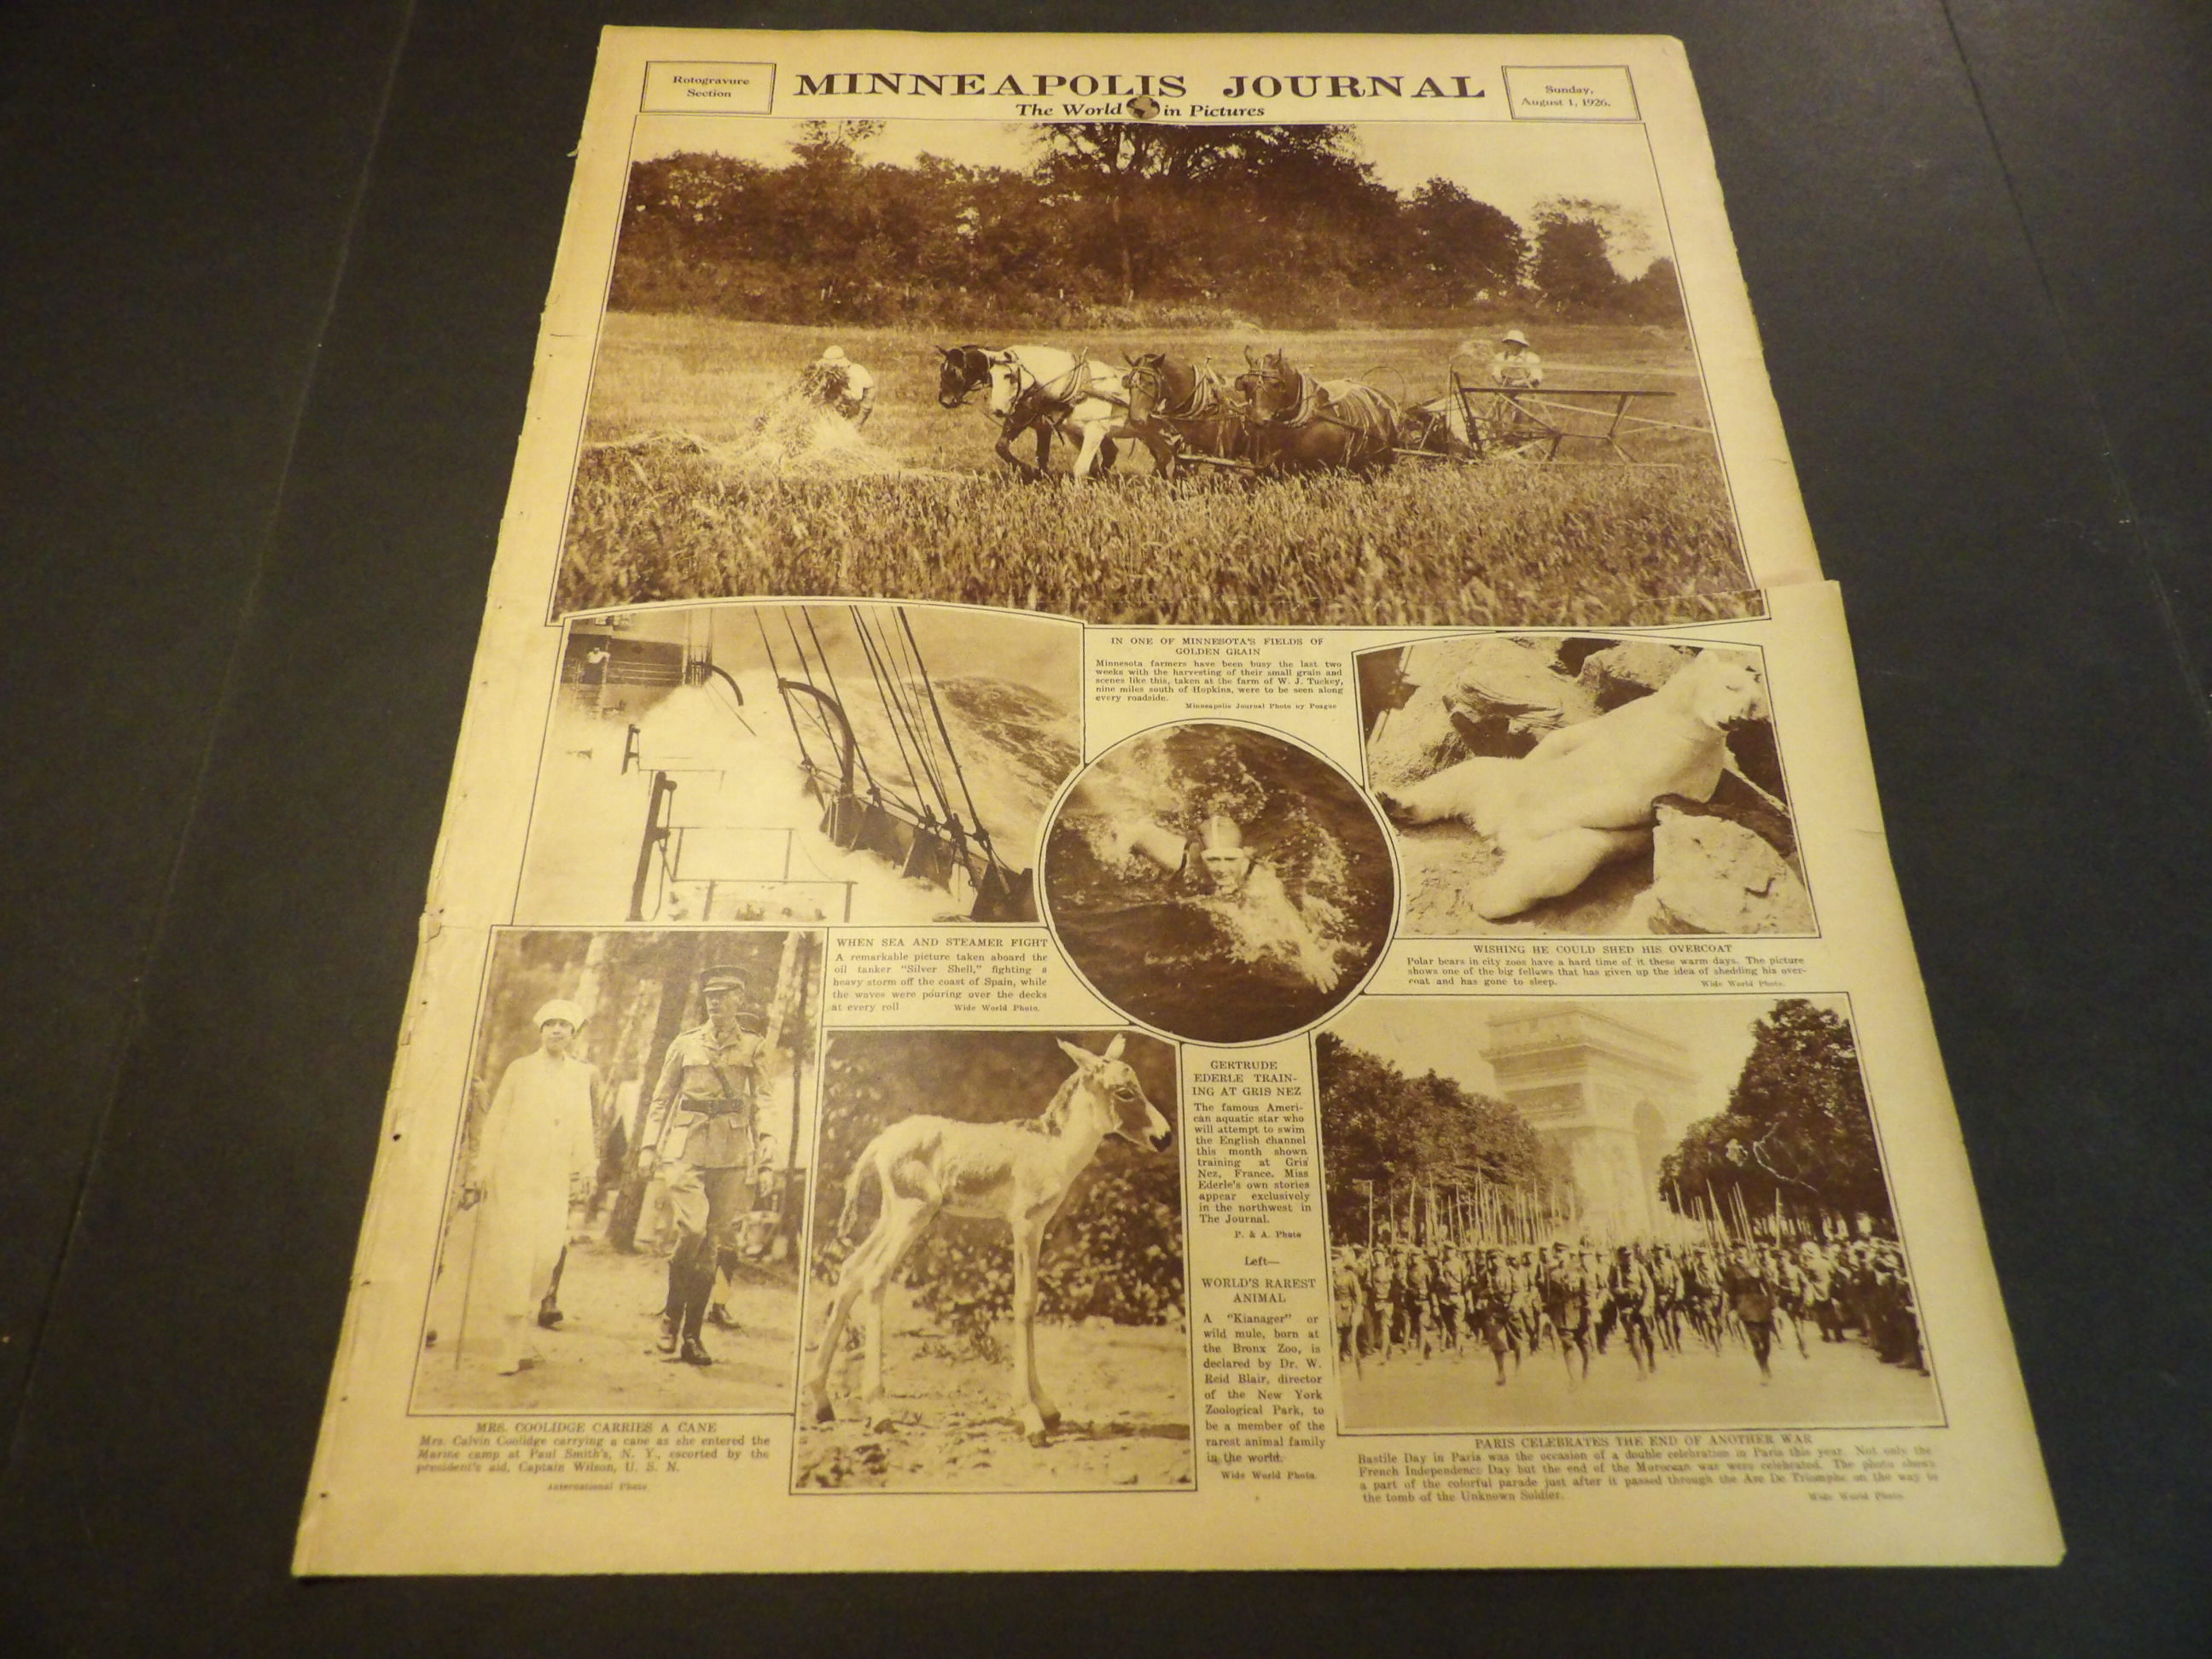 Rotogravure
Section
MINNEAPOLIS JOURNAL
The World in Pictures
Sunday,
August 1, 1926.
IN ONE OF MINNESOTA'S FIELDS OF
GOLDEN GRAIN
Minnesota farmers have been busy the last two
weeks with the harvesting of their small grain and
scenes like this, taken at the farm of W. J. Tuckey,
nine miles south of Hopkins, were to be seen along
every roadside.
Minneapolis Journal Photo by Poague
WHEN SEA AND STEAMER FIGHT
A remarkable picture taken aboard the
oil tanker "Silver Shell," fighting a
heavy storm off the coast of Spain, while
the waves were pouring over the decks
at every roll
Wide World Photo.
WISHING HE COULD SHED HIS OVERCOAT
Polar bears in city zoos have a hard time of it these warm days. The picture
shows one of the big fellows that has given up the idea of shedding his over-
coat and has gone to sleep.
Wide World Photo.
GERTRUDE
EDERLE TRAIN-
ING AT GRIS NEZ
The famous Ameri-
can aquatic star who
will attempt to swim
the English channel
this month shown
training at Gris
Nez, France. Miss
Ederle's own stories
appear exclusively
in the northwest in
The Journal.
P. & A. Photo
Left—
WORLD'S RAREST
ANIMAL
A "Kianager" or
wild mule, born at
the Bronx Zoo, is
declared by Dr. W.
Reid Blair, director
of the New York
Zoological Park, to
be a member of the
rarest animal family
in the world.
Wide World Photo.
MRS. COOLIDGE CARRIES A CANE
Mrs. Calvin Coolidge carrying a cane as she entered the
Marine camp at Paul Smith's, N. Y., escorted by the
president's aid, Captain Wilson, U. S. N.
International Photo
PARIS CELEBRATES THE END OF ANOTHER WAR
Bastile Day in Paris was the occasion of a double celebration in Paris this year. Not only the
French Independence Day but the end of the Moroccan war were celebrated. The photo shows
a part of the colorful parade just after it passed through the Arc De Triomphe on the way to
the tomb of the Unknown Soldier.
Wide World Photo